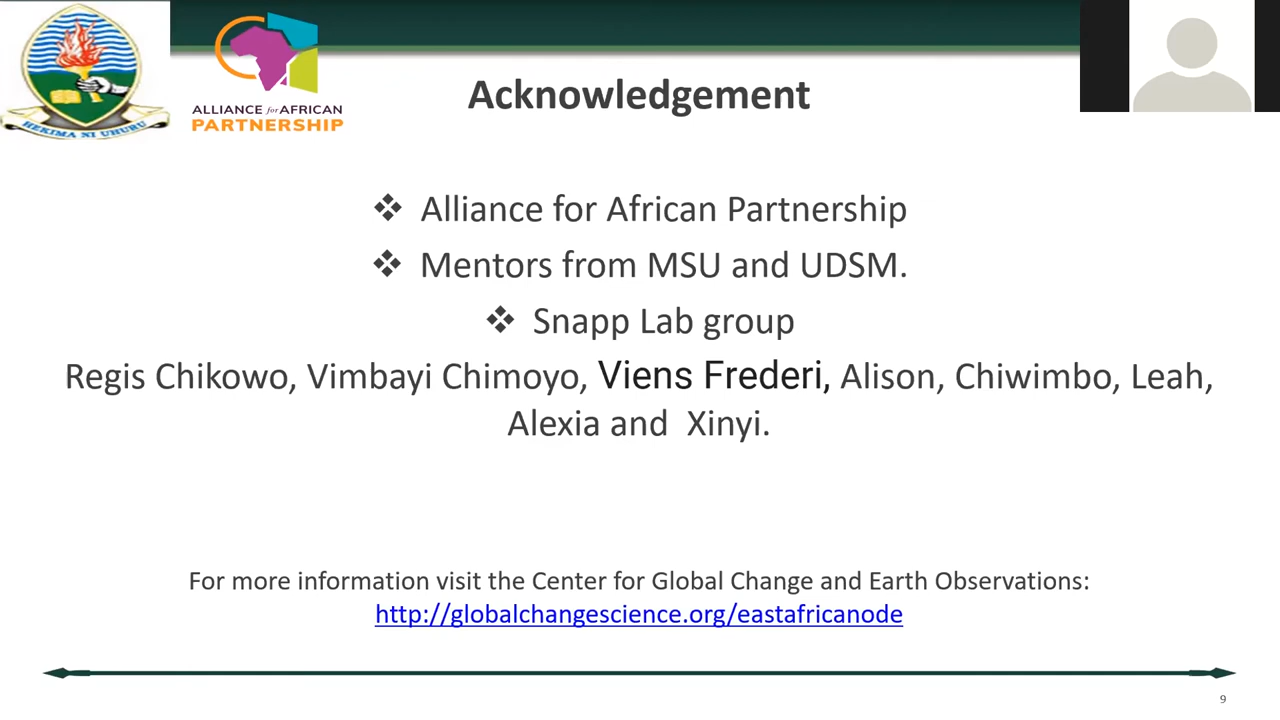 HEKIMA NI UHURU
ALLIANCE for AFRICAN
PARTNERSHIP
Acknowledgement
❖ Alliance for African Partnership
❖ Mentors from MSU and UDSM.
❖ Snapp Lab group
Regis Chikowo, Vimbayi Chimoyo, Viens Frederi, Alison, Chiwimbo, Leah,
Alexia and Xinyi.
For more information visit the Center for Global Change and Earth Observations:
http://globalchangescience.org/eastafricanode
9